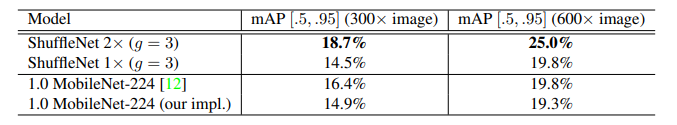 Model mAP [.5, .95] (300× image) mAP [.5, .95] (600× image)
ShuffleNet 2× (g = 3) 18.7% 25.0%
ShuffleNet 1× (g = 3) 14.5% 19.8%
1.0 MobileNet-224 [12] 16.4% 19.8%
1.0 MobileNet-224 (our impl.) 14.9% 19.3%